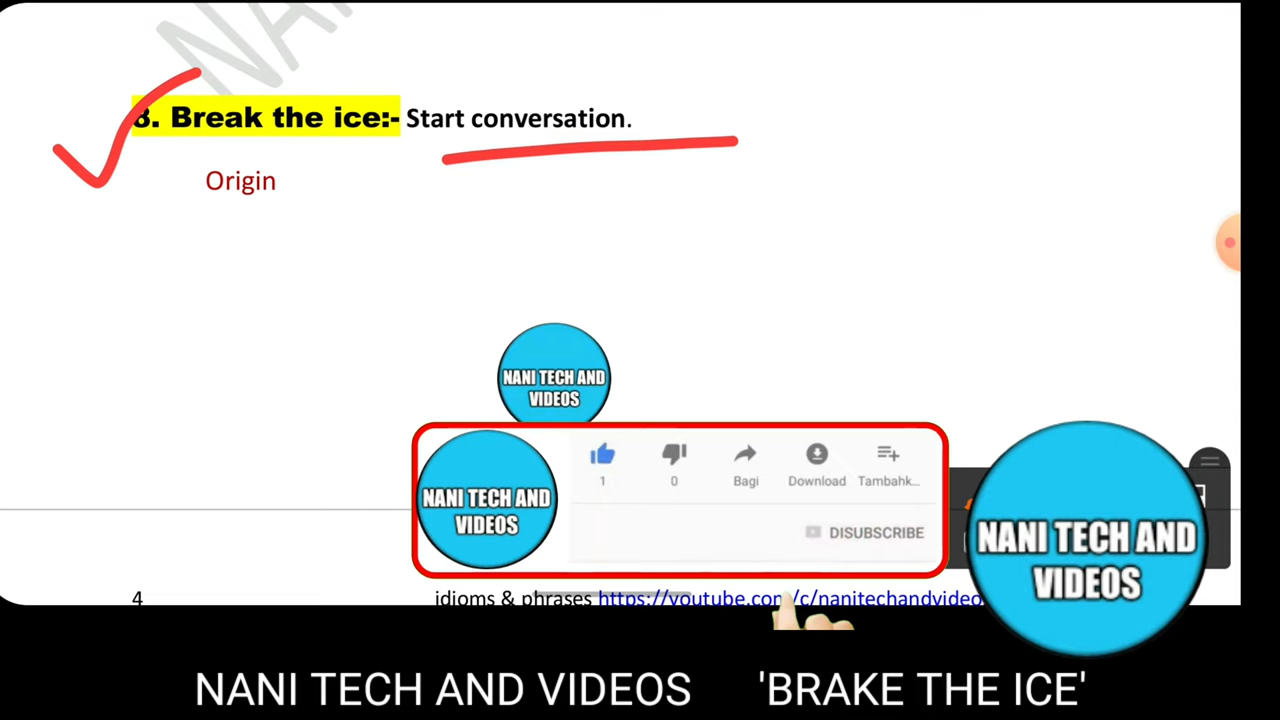 NAN
8. Break the ice:- Start conversation.
Origin
NANI TECH AND
VIDEOS
NANI TECH AND
VIDEOS
1 0 Bagi Download Tambahk...
DISUBSCRIBE
NANI TECH AND
VIDEOS
4 idioms & phrases https://youtube.com/c/nanitechandvideo
NANI TECH AND VIDEOS 'BRAKE THE ICE'